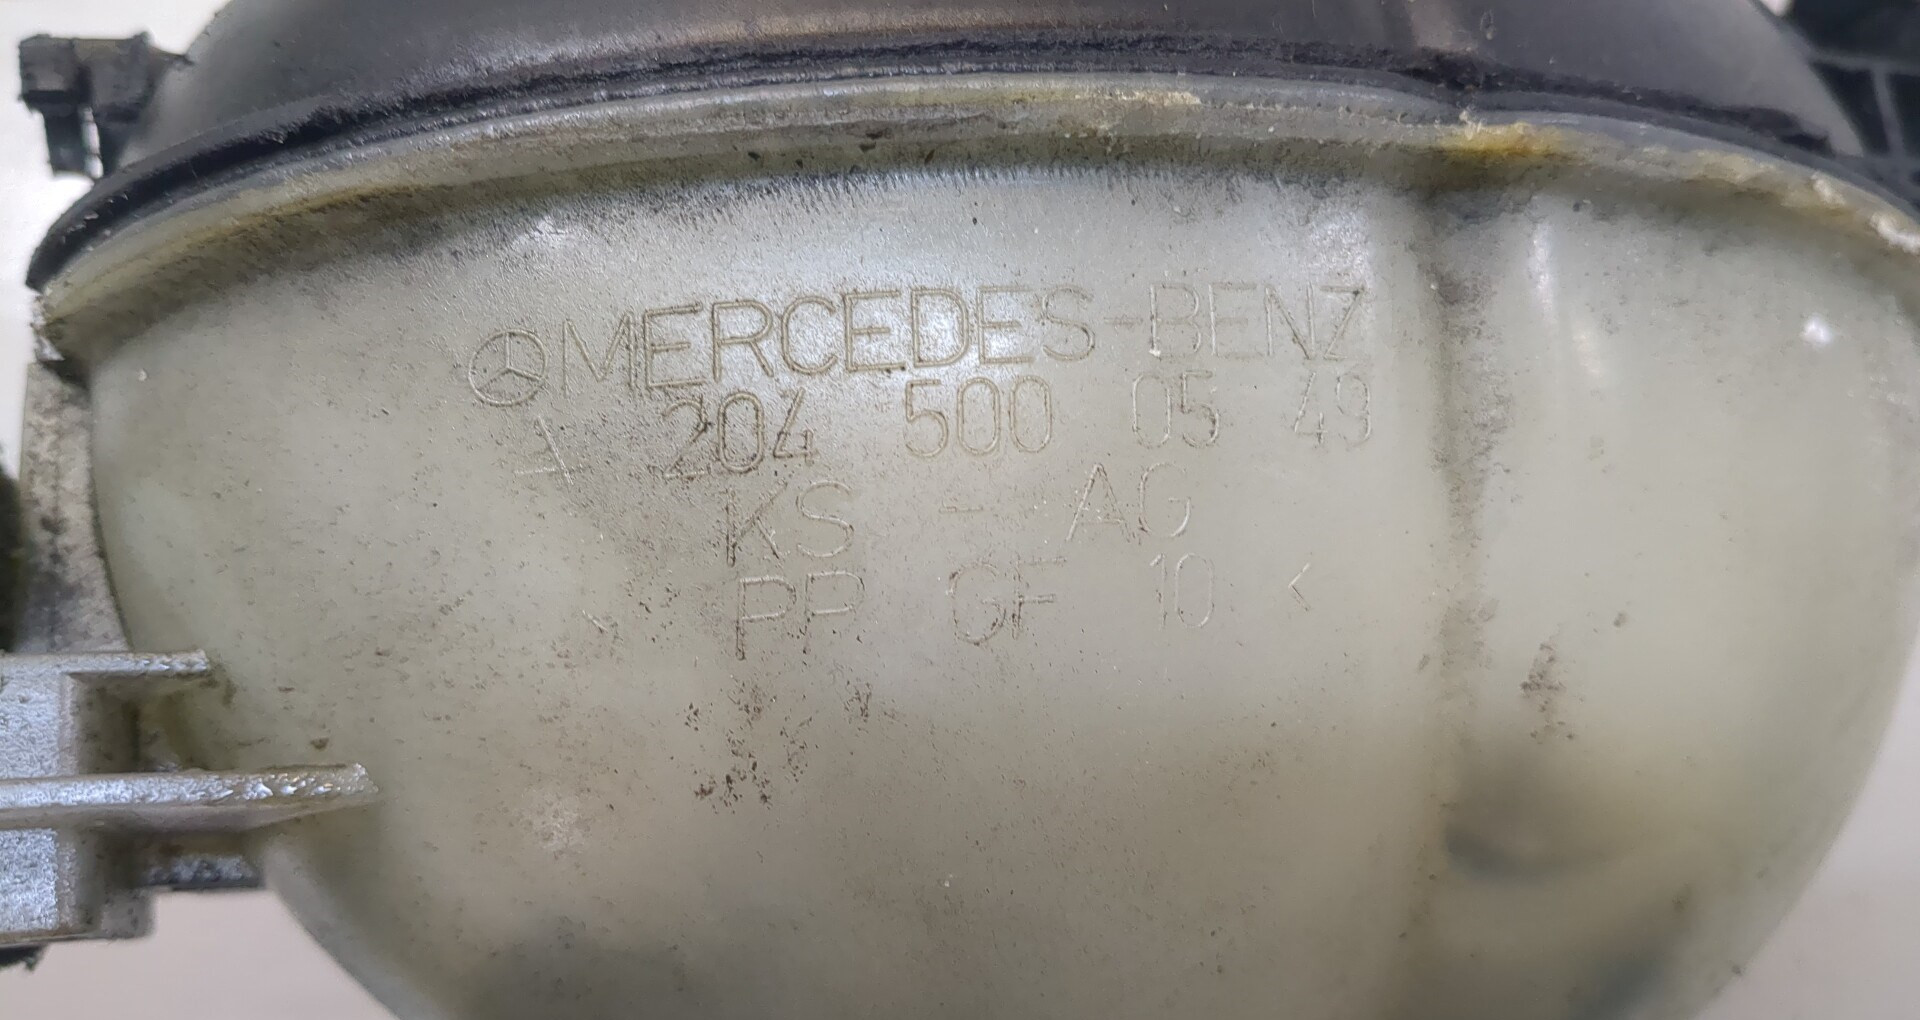 MERCEDES-BENZ
A 204 500 05 49
KS - AG
> PP GF 10 <